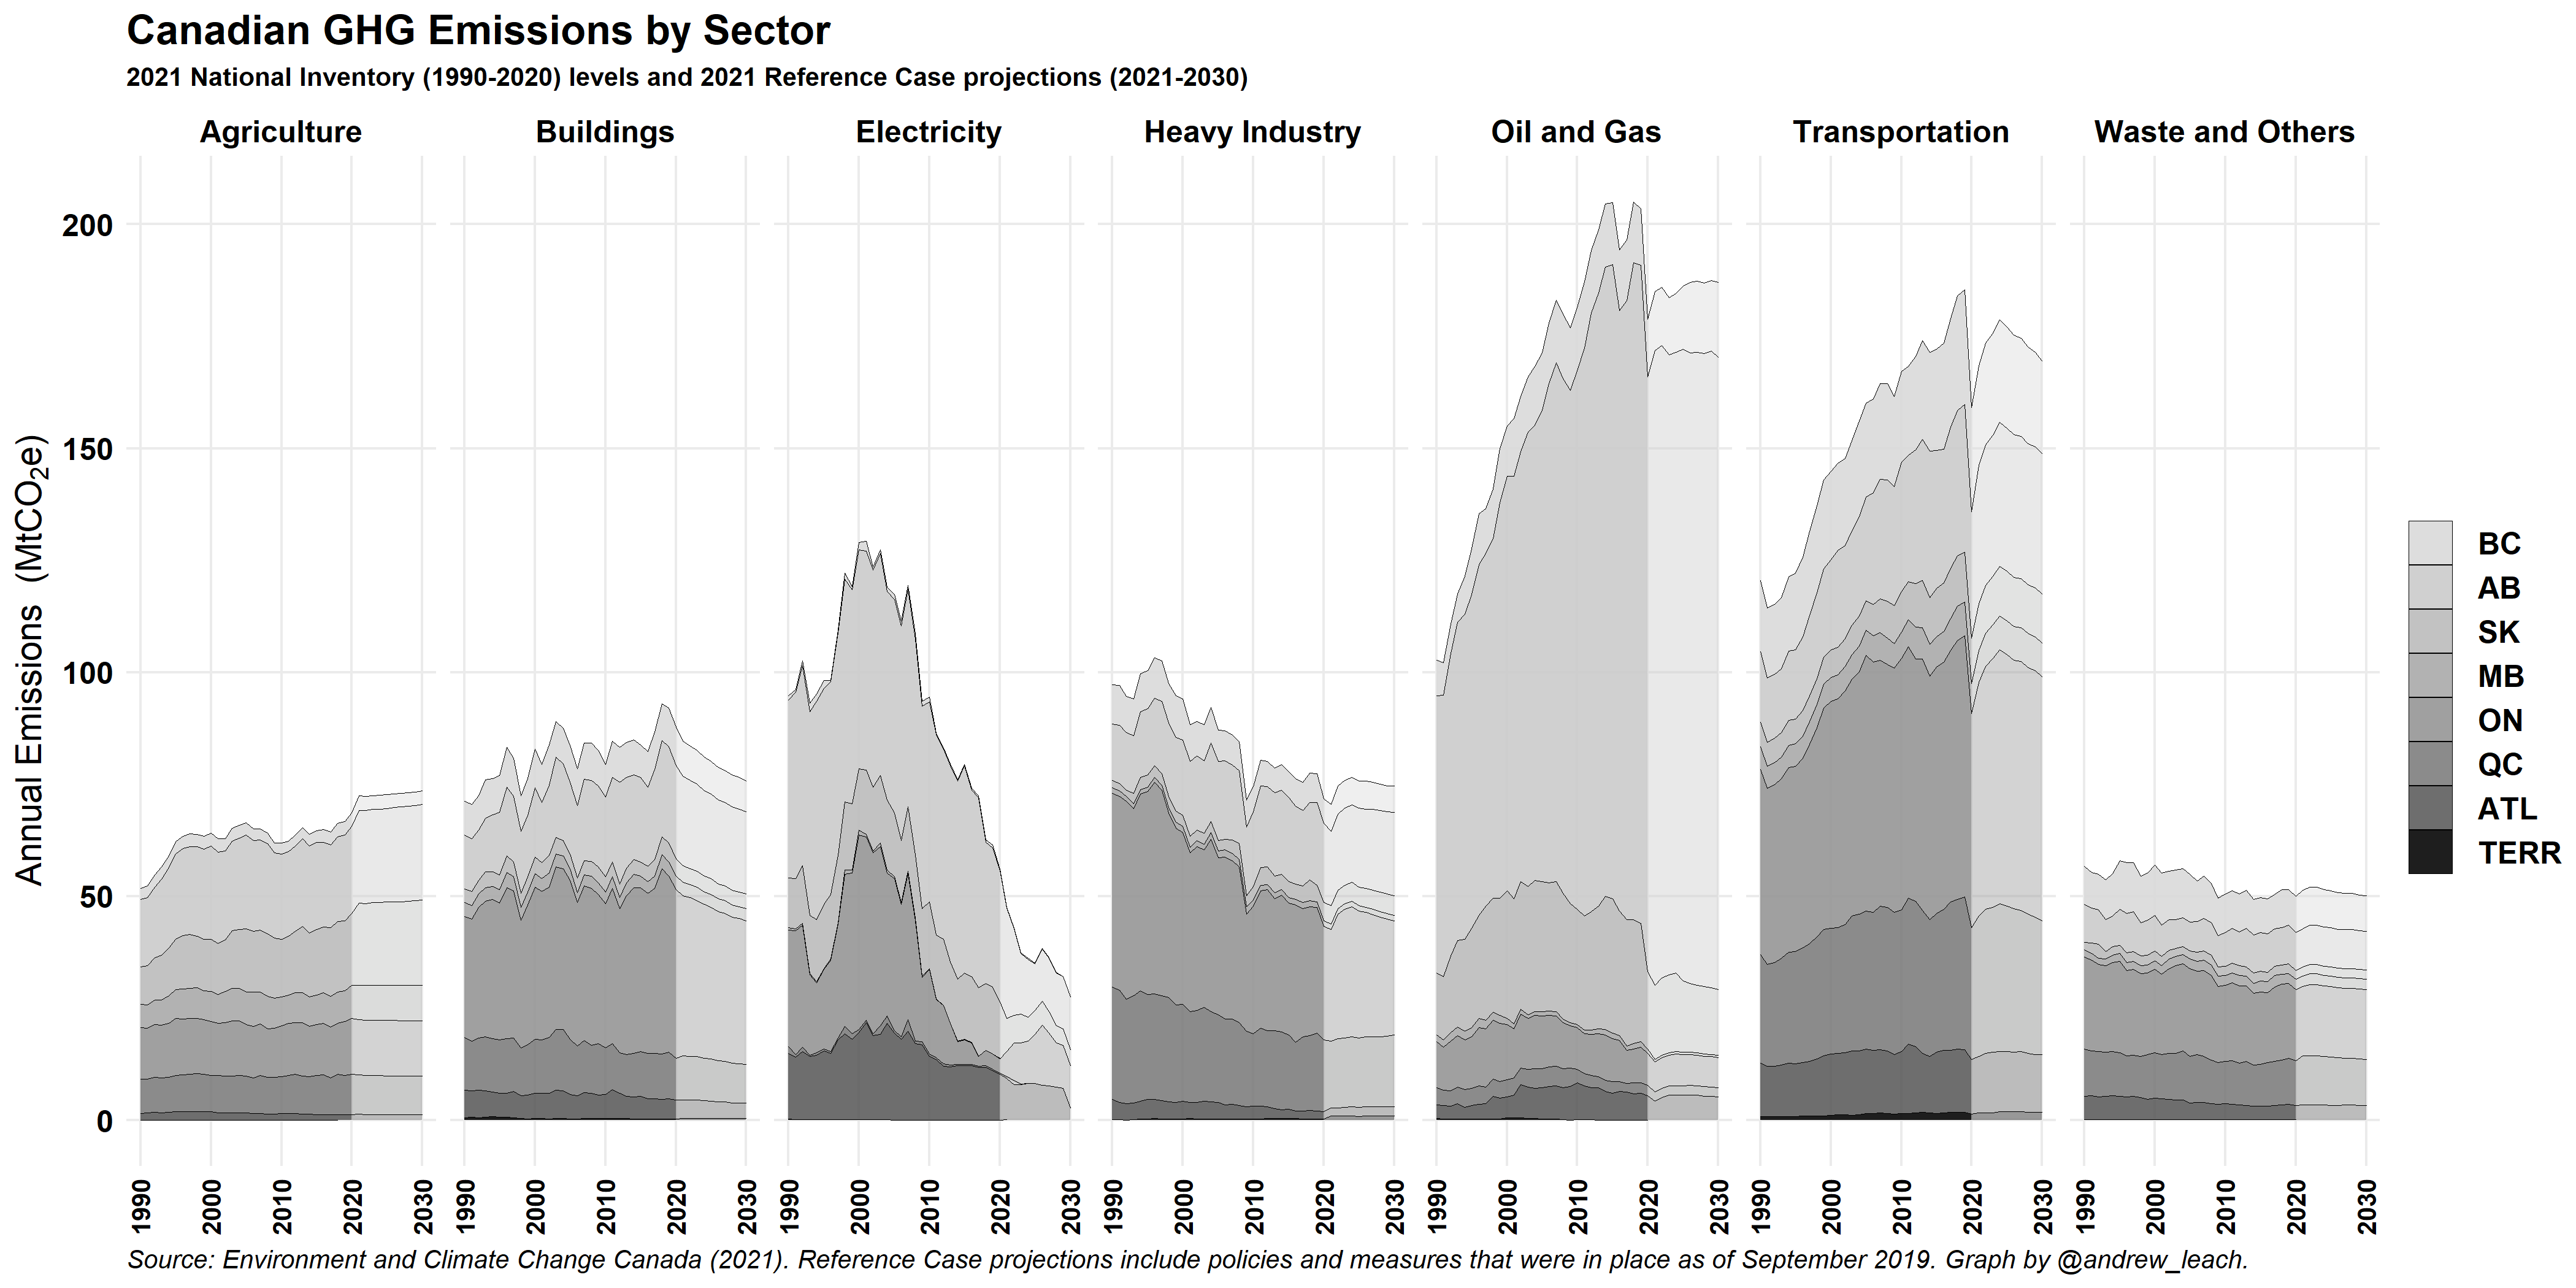 Canadian GHG Emissions by Sector
2021 National Inventory (1990-2020) levels and 2021 Reference Case projections (2021-2030)
Agriculture Buildings Electricity Heavy Industry Oil and Gas Transportation Waste and Others
Annual Emissions (MtCO₂e)
200
150
100
50
0
BC
AB
SK
MB
ON
QC
ATL
TERR
1990 2000 2010 2020 2030 1990 2000 2010 2020 2030 1990 2000 2010 2020 2030 1990 2000 2010 2020 2030 1990 2000 2010 2020 2030 1990 2000 2010 2020 2030 1990 2000 2010 2020 2030
Source: Environment and Climate Change Canada (2021). Reference Case projections include policies and measures that were in place as of September 2019. Graph by @andrew_leach.